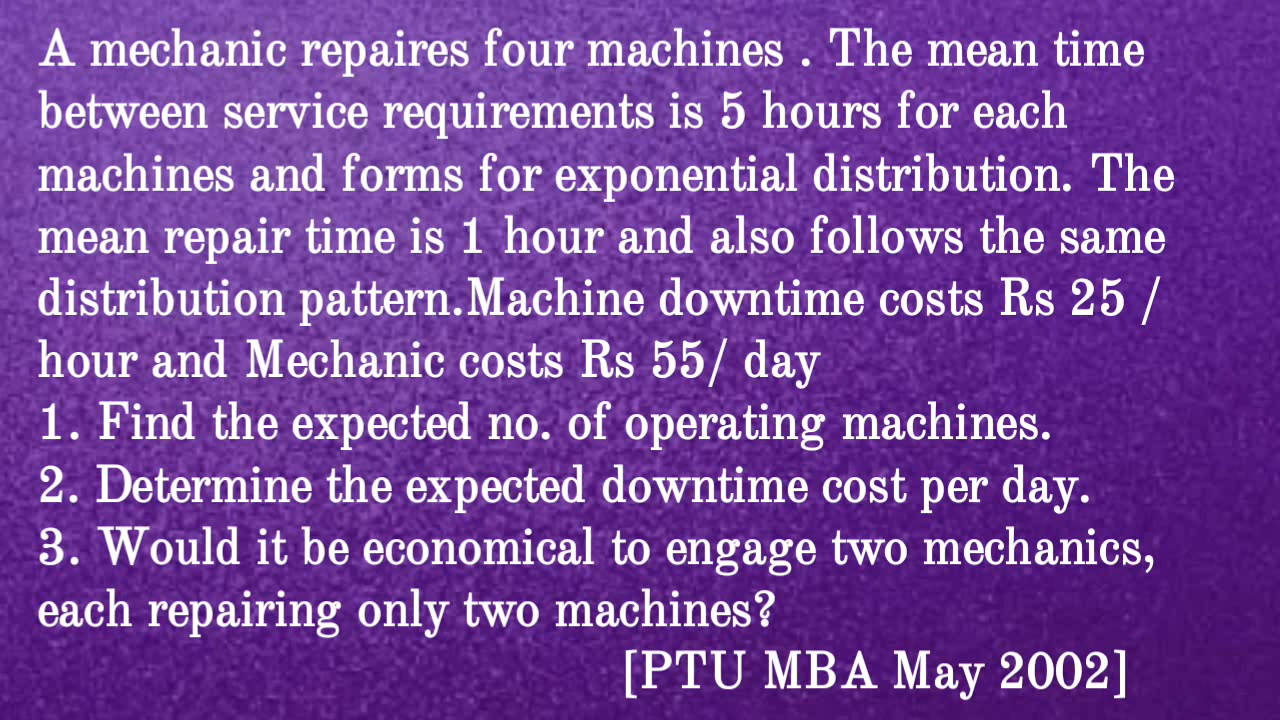 A mechanic repaires four machines . The mean time
between service requirements is 5 hours for each
machines and forms for exponential distribution. The
mean repair time is 1 hour and also follows the same
distribution pattern.Machine downtime costs Rs 25 /
hour and Mechanic costs Rs 55/ day
1. Find the expected no. of operating machines.
2. Determine the expected downtime cost per day.
3. Would it be economical to engage two mechanics,
each repairing only two machines?
[PTU MBA May 2002]